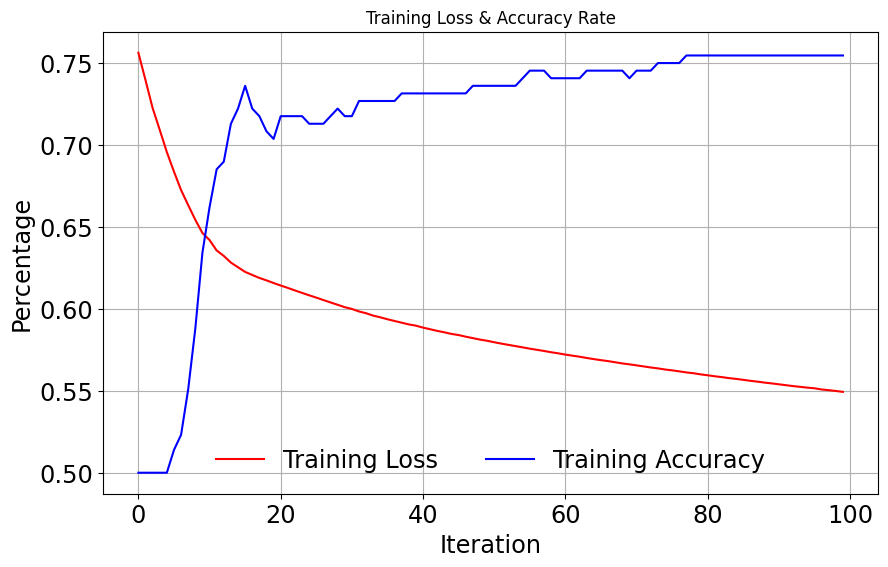 Training Loss & Accuracy Rate
Percentage
0.75
0.70
0.65
0.60
0.55
0.50
Training Loss
Training Accuracy
0 20 40 60 80 100
Iteration